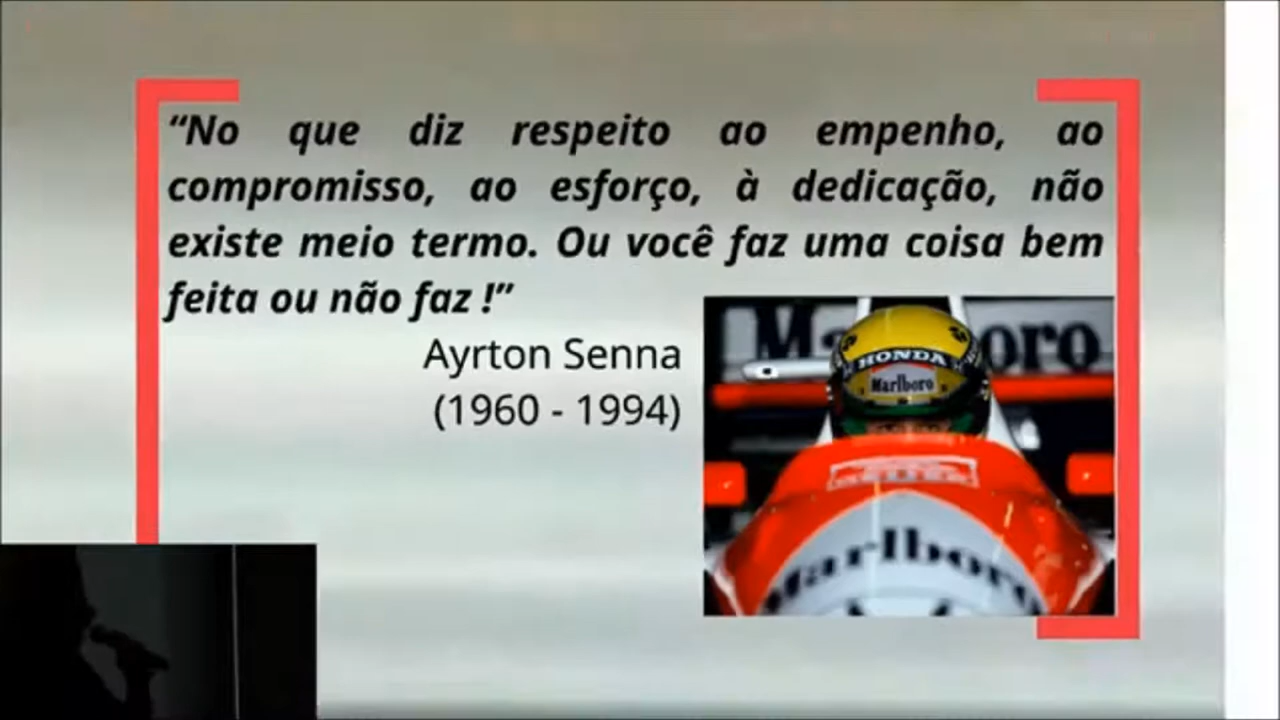 “No que diz respeito ao empenho, ao
compromisso, ao esforço, à dedicação, não
existe meio termo. Ou você faz uma coisa bem
feita ou não faz !”
Ayrton Senna
(1960 - 1994)
Marlboro
HONDA
Marlboro
Marlboro